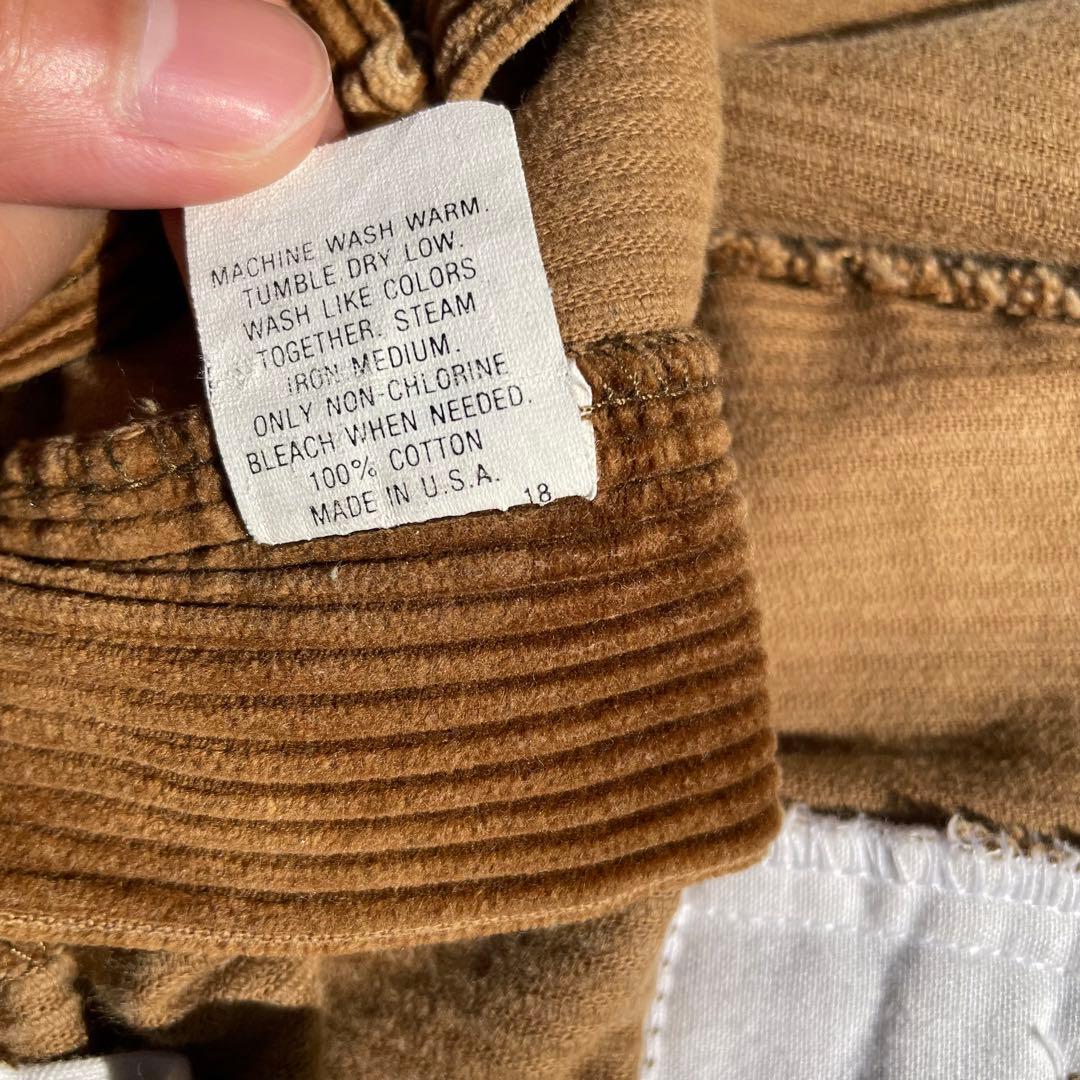 MACHINE WASH WARM.
TUMBLE DRY LOW.
WASH LIKE COLORS
TOGETHER. STEAM
IRON MEDIUM.
ONLY NON-CHLORINE
BLEACH WHEN NEEDED.
100% COTTON
MADE IN U.S.A.
18